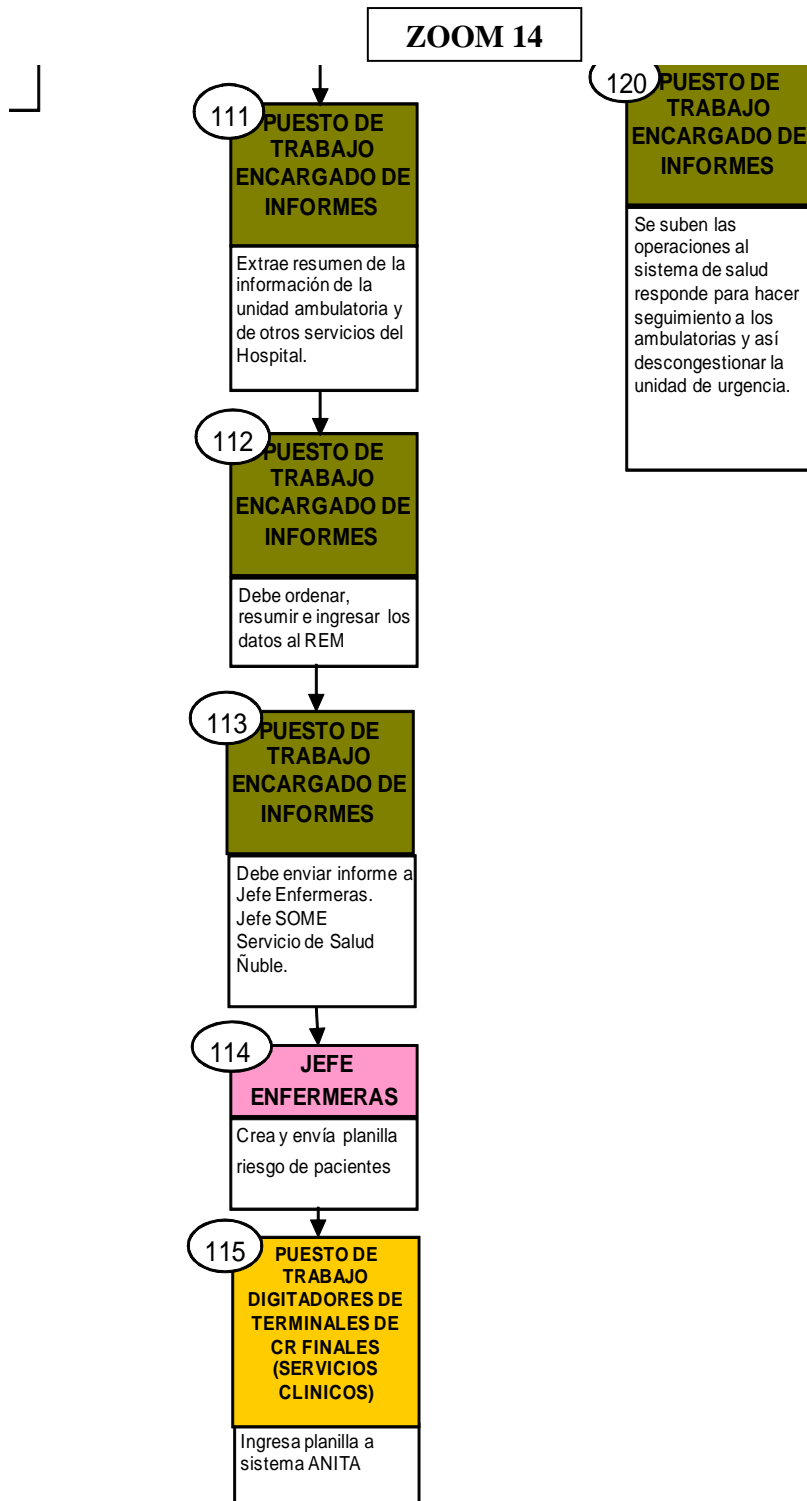 ZOOM 14
111
PUESTO DE
TRABAJO
ENCARGADO DE
INFORMES
Extrae resumen de la
información de la
unidad ambulatoria y
de otros servicios del
Hospital.
112
PUESTO DE
TRABAJO
ENCARGADO DE
INFORMES
Debe ordenar,
resumir e ingresar los
datos al REM
113
PUESTO DE
TRABAJO
ENCARGADO DE
INFORMES
Debe enviar informe a
Jefe Enfermeras.
Jefe SOME
Servicio de Salud
Ñuble.
114
JEFE
ENFERMERAS
Crea y envía planilla
riesgo de pacientes
115
PUESTO DE
TRABAJO
DIGITADORES DE
TERMINALES DE
CR FINALES
(SERVICIOS
CLINICOS)
Ingresa planilla a
sistema ANITA
120
PUESTO DE
TRABAJO
ENCARGADO DE
INFORMES
Se suben las
operaciones al
sistema de salud
responde para hacer
seguimiento a los
ambulatorias y así
descongestionar la
unidad de urgencia.